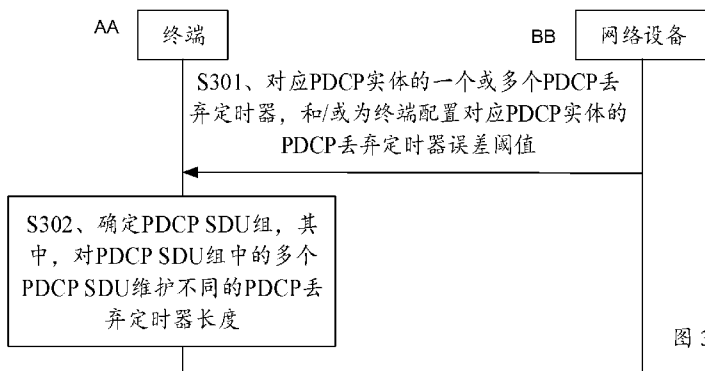 AA
终端
BB
网络设备
S301、对应PDCP实体的一个或多个PDCP丢
弃定时器，和/或为终端配置对应PDCP实体的
PDCP丢弃定时器误差阈值
S302、确定PDCP SDU组，其
中，对PDCP SDU组中的多个
PDCP SDU维护不同的PDCP丢
弃定时器长度
图 3